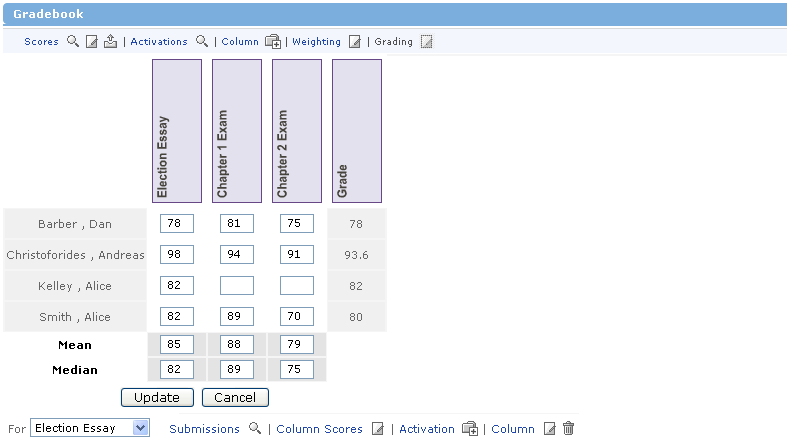 Gradebook
Scores | Activations | Column | Weighting | Grading
Election Essay Chapter 1 Exam Chapter 2 Exam Grade
Barber , Dan 78 81 75 78
Christoforides , Andreas 98 94 91 93.6
Kelley , Alice 82 82
Smith , Alice 82 89 70 80
Mean 85 88 79
Median 82 89 75
Update Cancel
For Election Essay Submissions | Column Scores | Activation | Column